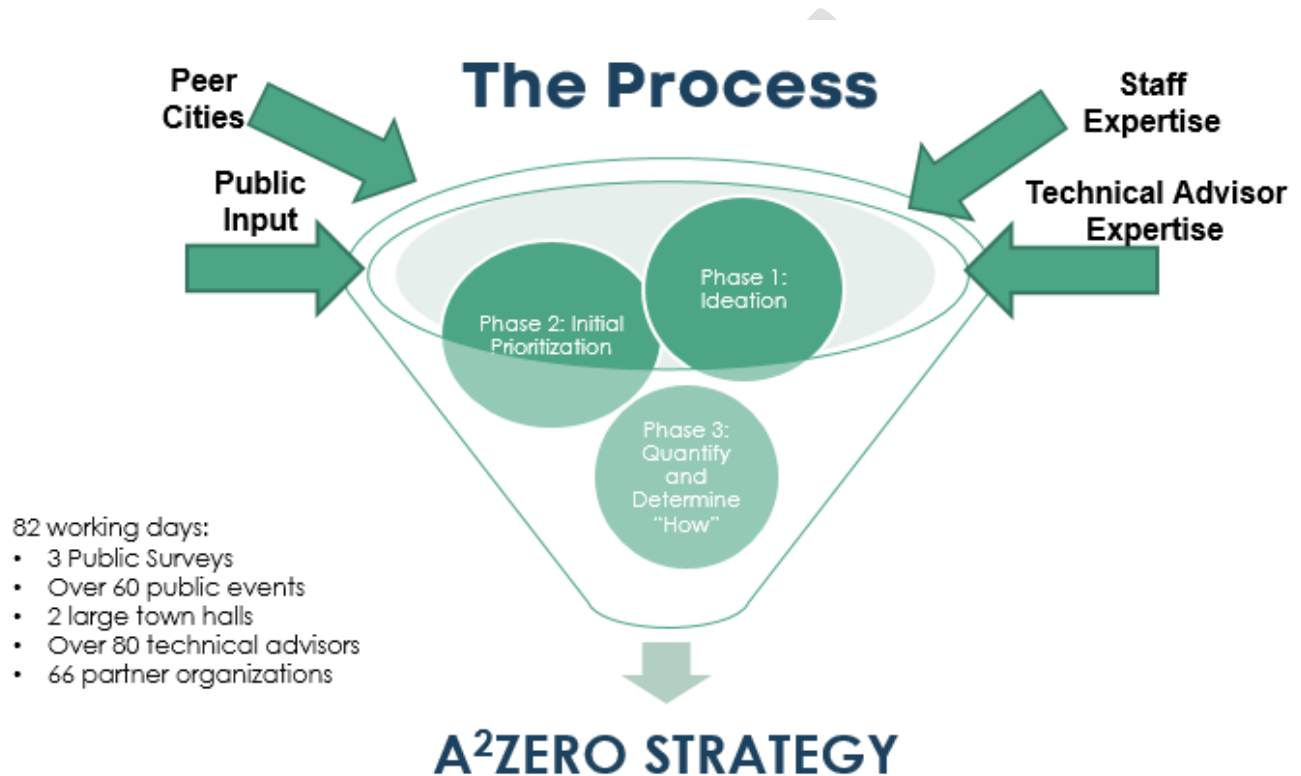 The Process
Peer
Cities
Public
Input
Staff
Expertise
Technical Advisor
Expertise
Phase 1:
Ideation
Phase 2: Initial
Prioritization
Phase 3:
Quantify
and
Determine
“How”
82 working days:
• 3 Public Surveys
• Over 60 public events
• 2 large town halls
• Over 80 technical advisors
• 66 partner organizations
A²ZERO STRATEGY